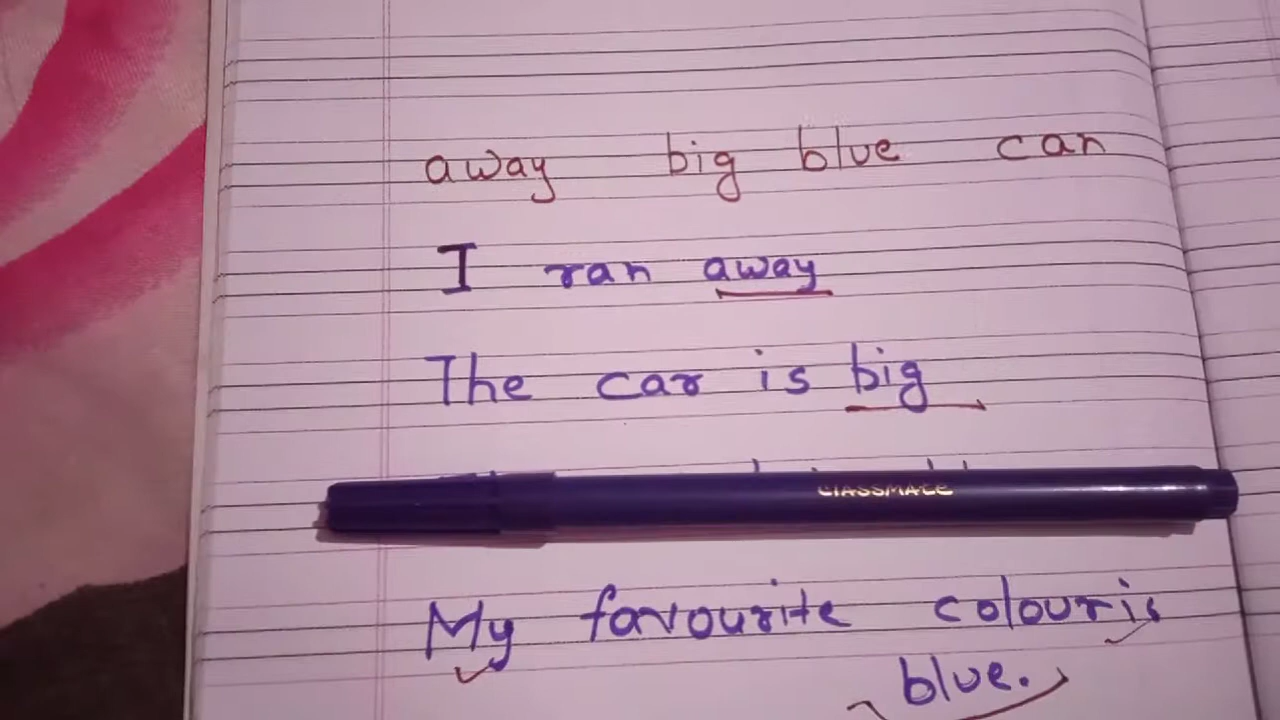 away big blue can
I ran away
The car is big
CLASSMATE
My favourite colour is
blue.